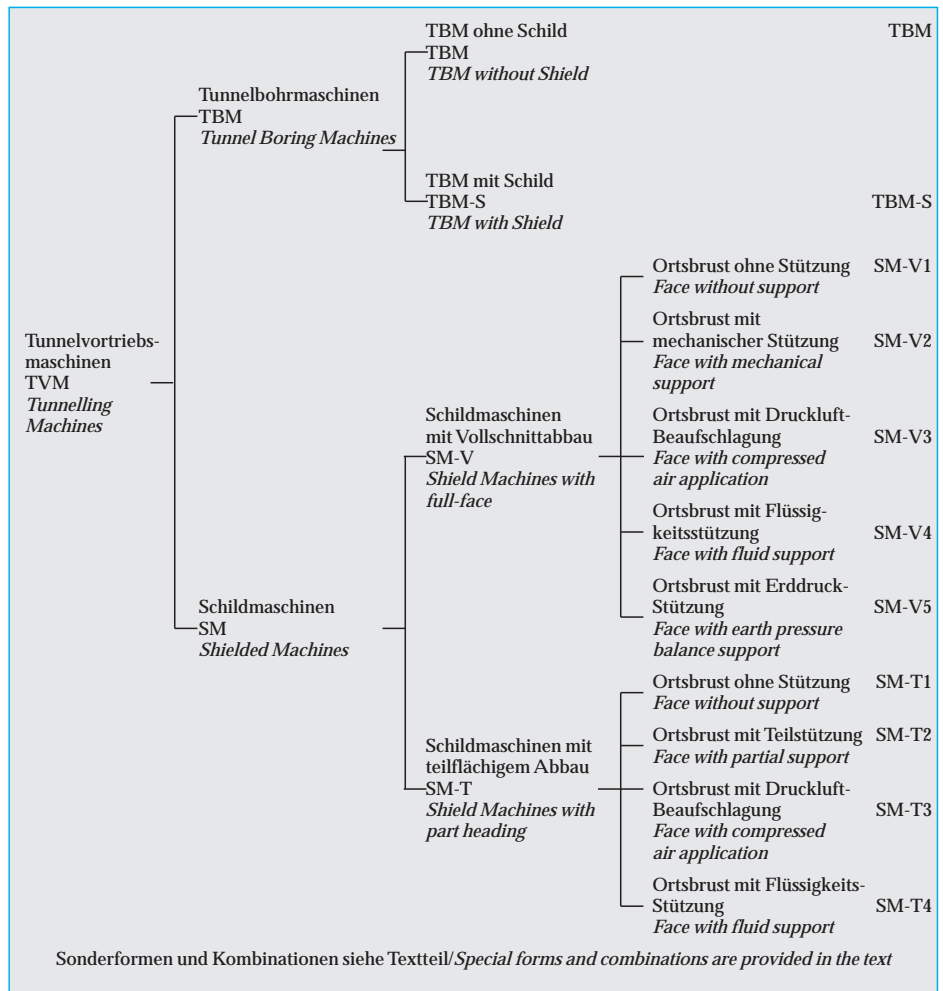 TBM ohne Schild
TBM
TBM without Shield
TBM
Tunnelbohrmaschinen
TBM
Tunnel Boring Machines
TBM mit Schild
TBM-S
TBM with Shield
TBM-S
Tunnelvortriebs-
maschinen
TVM
Tunnelling
Machines
Schildmaschinen
SM
Shielded Machines
Schildmaschinen
mit Vollschnittabbau
SM-V
Shield Machines with
full-face
Ortsbrust ohne Stützung SM-V1
Face without support
Ortsbrust mit
mechanischer Stützung SM-V2
Face with mechanical
support
Ortsbrust mit Druckluft-
Beaufschlagung SM-V3
Face with compressed
air application
Ortsbrust mit Flüssig-
keitsstützung SM-V4
Face with fluid support
Ortsbrust mit Erddruck-
Stützung SM-V5
Face with earth pressure
balance support
Schildmaschinen mit
teilflächigem Abbau
SM-T
Shield Machines with
part heading
Ortsbrust ohne Stützung SM-T1
Face without support
Ortsbrust mit Teilstützung SM-T2
Face with partial support
Ortsbrust mit Druckluft-
Beaufschlagung SM-T3
Face with compressed
air application
Ortsbrust mit Flüssigkeits-
Stützung SM-T4
Face with fluid support
Sonderformen und Kombinationen siehe Textteil/Special forms and combinations are provided in the text